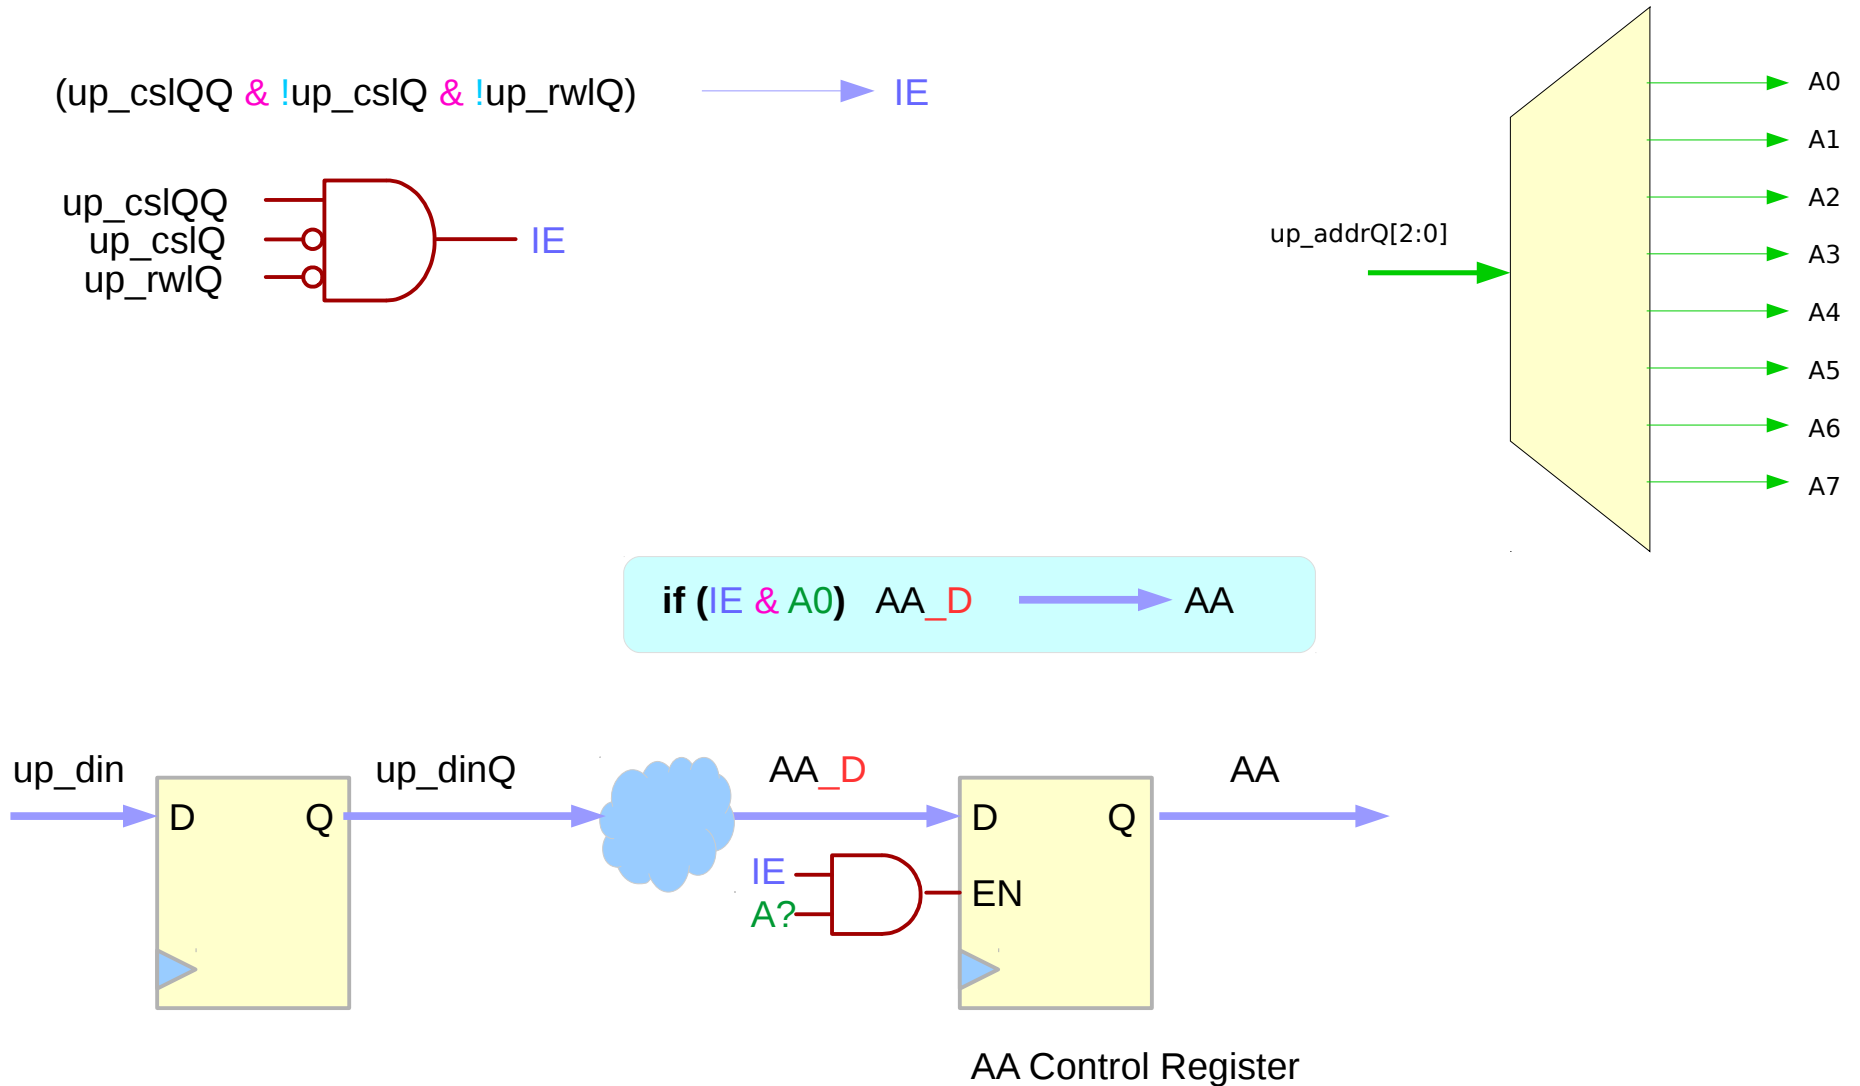 (up_cslQQ & !up_cslQ & !up_rwlQ) IE
up_cslQQ
up_cslQ
up_rwlQ
IE
up_addrQ[2:0]
A0
A1
A2
A3
A4
A5
A6
A7
if (IE & A0) AA_D AA
up_din
D
Q
up_dinQ
AA_D
IE
A?
D
Q
EN
AA
AA Control Register